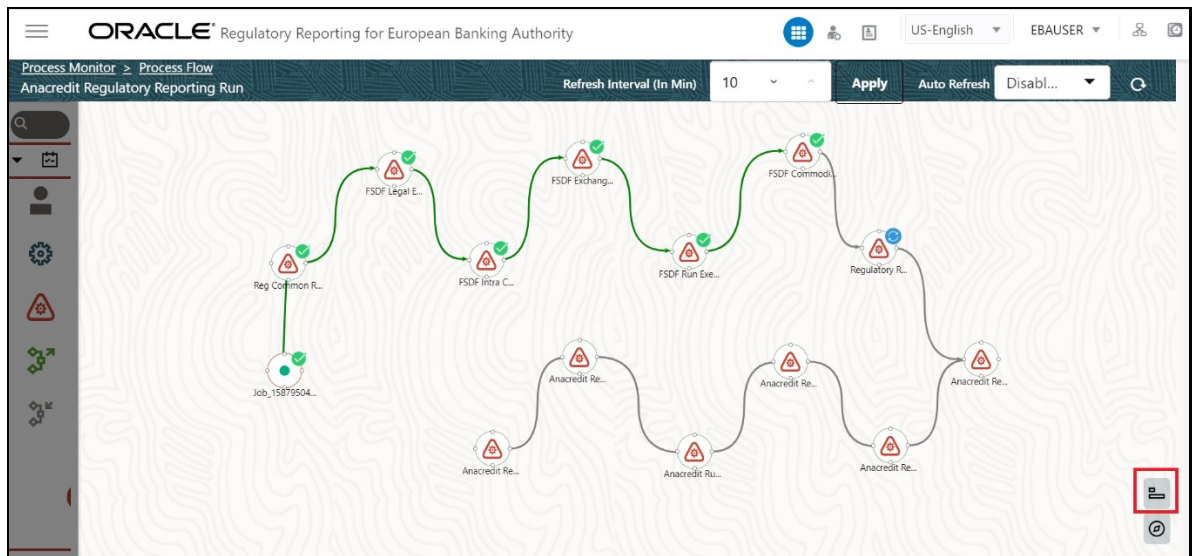 ORACLE® Regulatory Reporting for European Banking Authority
US-English
EBAUSER
Process Monitor > Process Flow
Anacredit Regulatory Reporting Run
Refresh Interval (In Min)
10
Apply
Auto Refresh
Disabl...
FSDF Legal E...
FSDF Exchang...
FSDF Commodi...
Reg Common R...
FSDF Intra C...
FSDF Run Exe...
Regulatory R...
Job_15879504...
Anacredit Re...
Anacredit Re...
Anacredit Re...
Anacredit Re...
Anacredit Ru...
Anacredit Re...